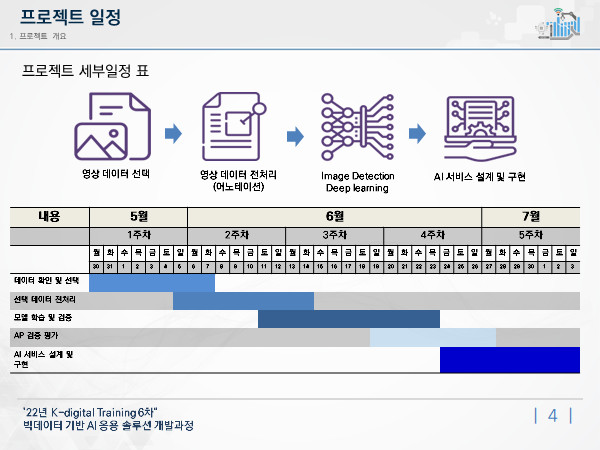 프로젝트 일정
1. 프로젝트 개요
프로젝트 세부일정 표
영상 데이터 선택
영상 데이터 전처리
(어노테이션)
Image Detection
Deep learning
AI 서비스 설계 및 구현
내용 5월 6월 7월
1주차 2주차 3주차 4주차 5주차
월 화 수 목 금 토 일 월 화 수 목 금 토 일 월 화 수 목 금 토 일 월 화 수 목 금 토 일 월 화 수 목 금 토 일
30 31 1 2 3 4 5 6 7 8 9 10 11 12 13 14 15 16 17 18 19 20 21 22 23 24 25 26 27 28 29 30 1 2 3
데이터 확인 및 선택
선택 데이터 전처리
모델 학습 및 검증
AP 검증 평가
AI 서비스 설계 및
구현
'22년 K-digital Training 6차"
빅데이터 기반 AI 응용 솔루션 개발과정
| 4 |